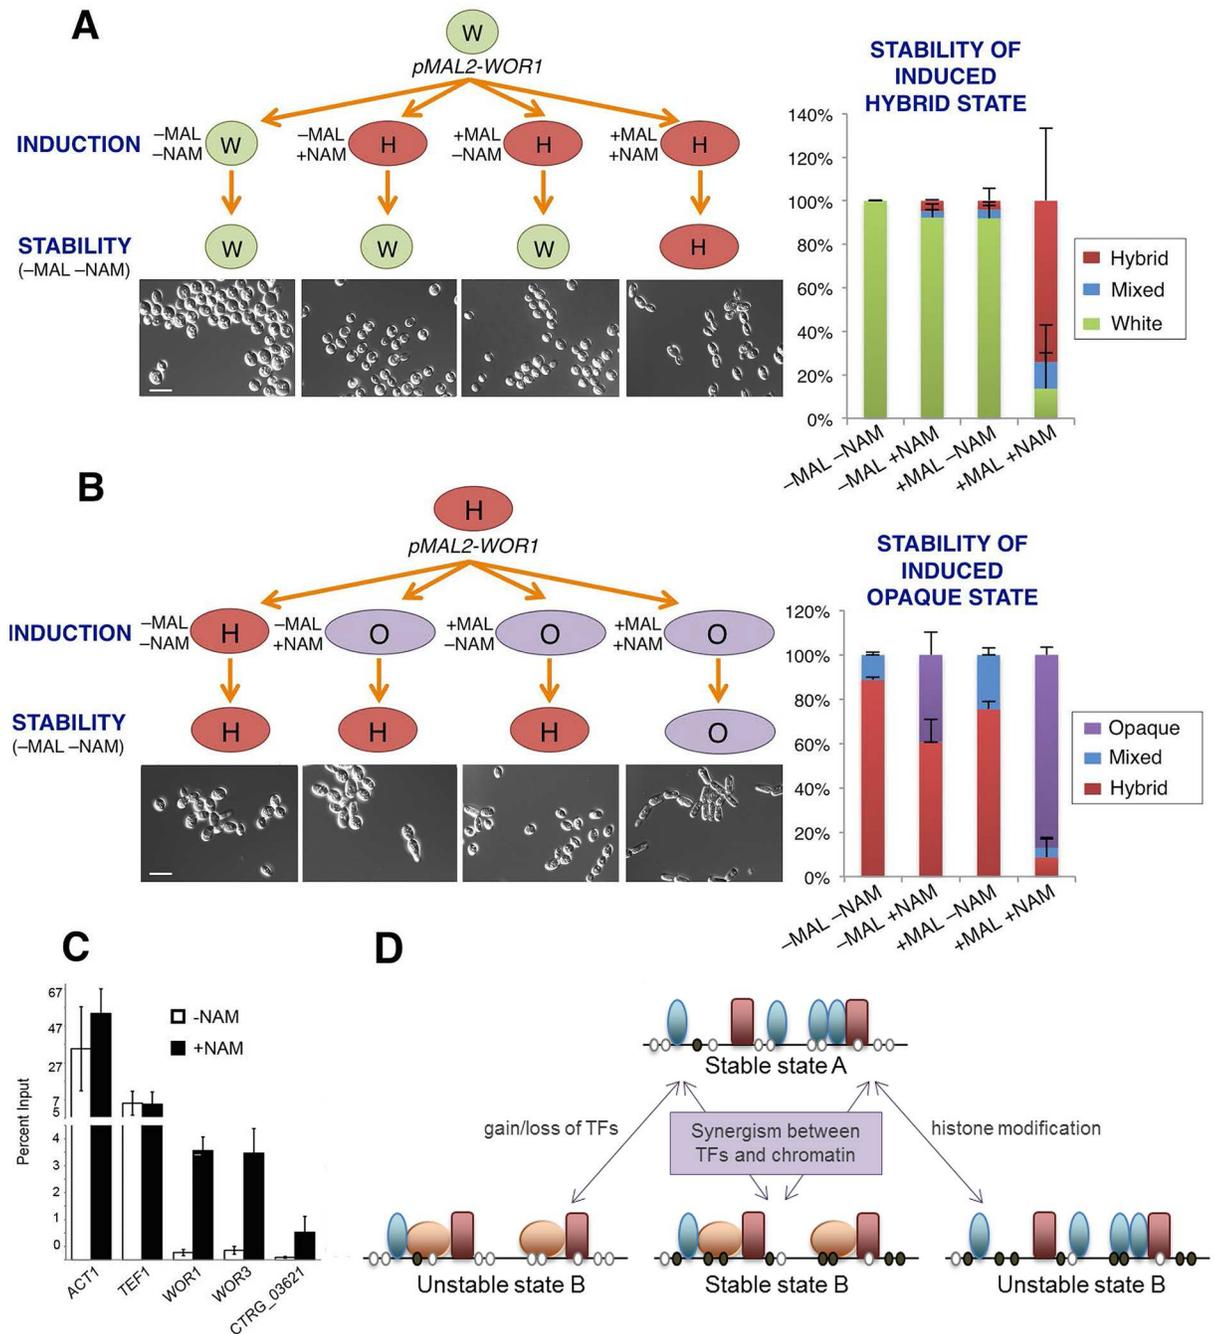 A
W
pMAL2-WOR1
INDUCTION
–MAL
–NAM
W
–MAL
+NAM
H
+MAL
–NAM
H
+MAL
+NAM
H
STABILITY
(–MAL –NAM)
W
W
W
H
STABILITY OF
INDUCED
HYBRID STATE
140%
120%
100%
80%
60%
40%
20%
0%
–MAL –NAM
–MAL +NAM
+MAL –NAM
+MAL +NAM
Hybrid
Mixed
White
B
H
pMAL2-WOR1
INDUCTION
–MAL
–NAM
H
–MAL
+NAM
O
+MAL
–NAM
O
+MAL
+NAM
O
STABILITY
(–MAL –NAM)
H
H
H
O
STABILITY OF
INDUCED
OPAQUE STATE
120%
100%
80%
60%
40%
20%
0%
–MAL –NAM
–MAL +NAM
+MAL –NAM
+MAL +NAM
Opaque
Mixed
Hybrid
C
Percent Input
67
47
27
7
5
4
3
2
1
0
-NAM
+NAM
ACT1
TEF1
WOR1
WOR3
CTRG_03621
D
Stable state A
gain/loss of TFs
Synergism between
TFs and chromatin
histone modification
Unstable state B
Stable state B
Unstable state B